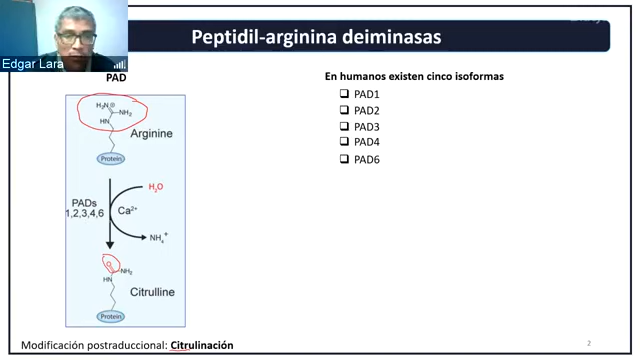 Peptidil-arginina deiminasas
Edgar Lara
PAD
H₂N⊕
NH₂
HN
Arginine
Protein
H₂O
PADs
1,2,3,4,6
Ca²⁺
NH₄⁺
O
NH₂
HN
Citrulline
Protein
Modificación postraduccional: Citrulinación
En humanos existen cinco isoformas
PAD1
PAD2
PAD3
PAD4
PAD6
2